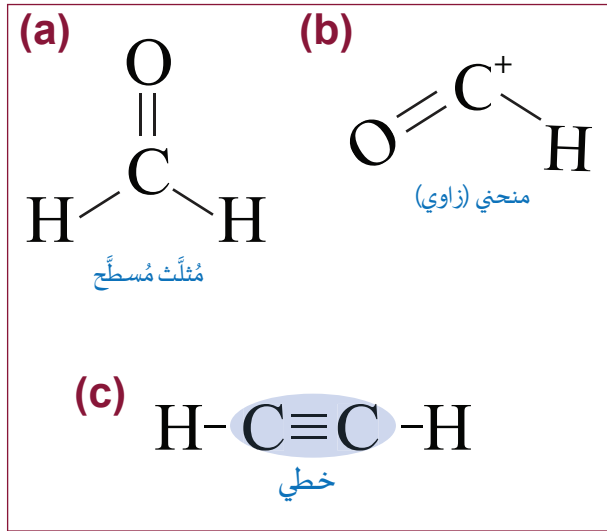 (a)
O
C
H H
مُثلَّث مُسطَّح
(b)
C+
O
H
منحني (زاوي)
(c)
H–C≡C–H
خطي